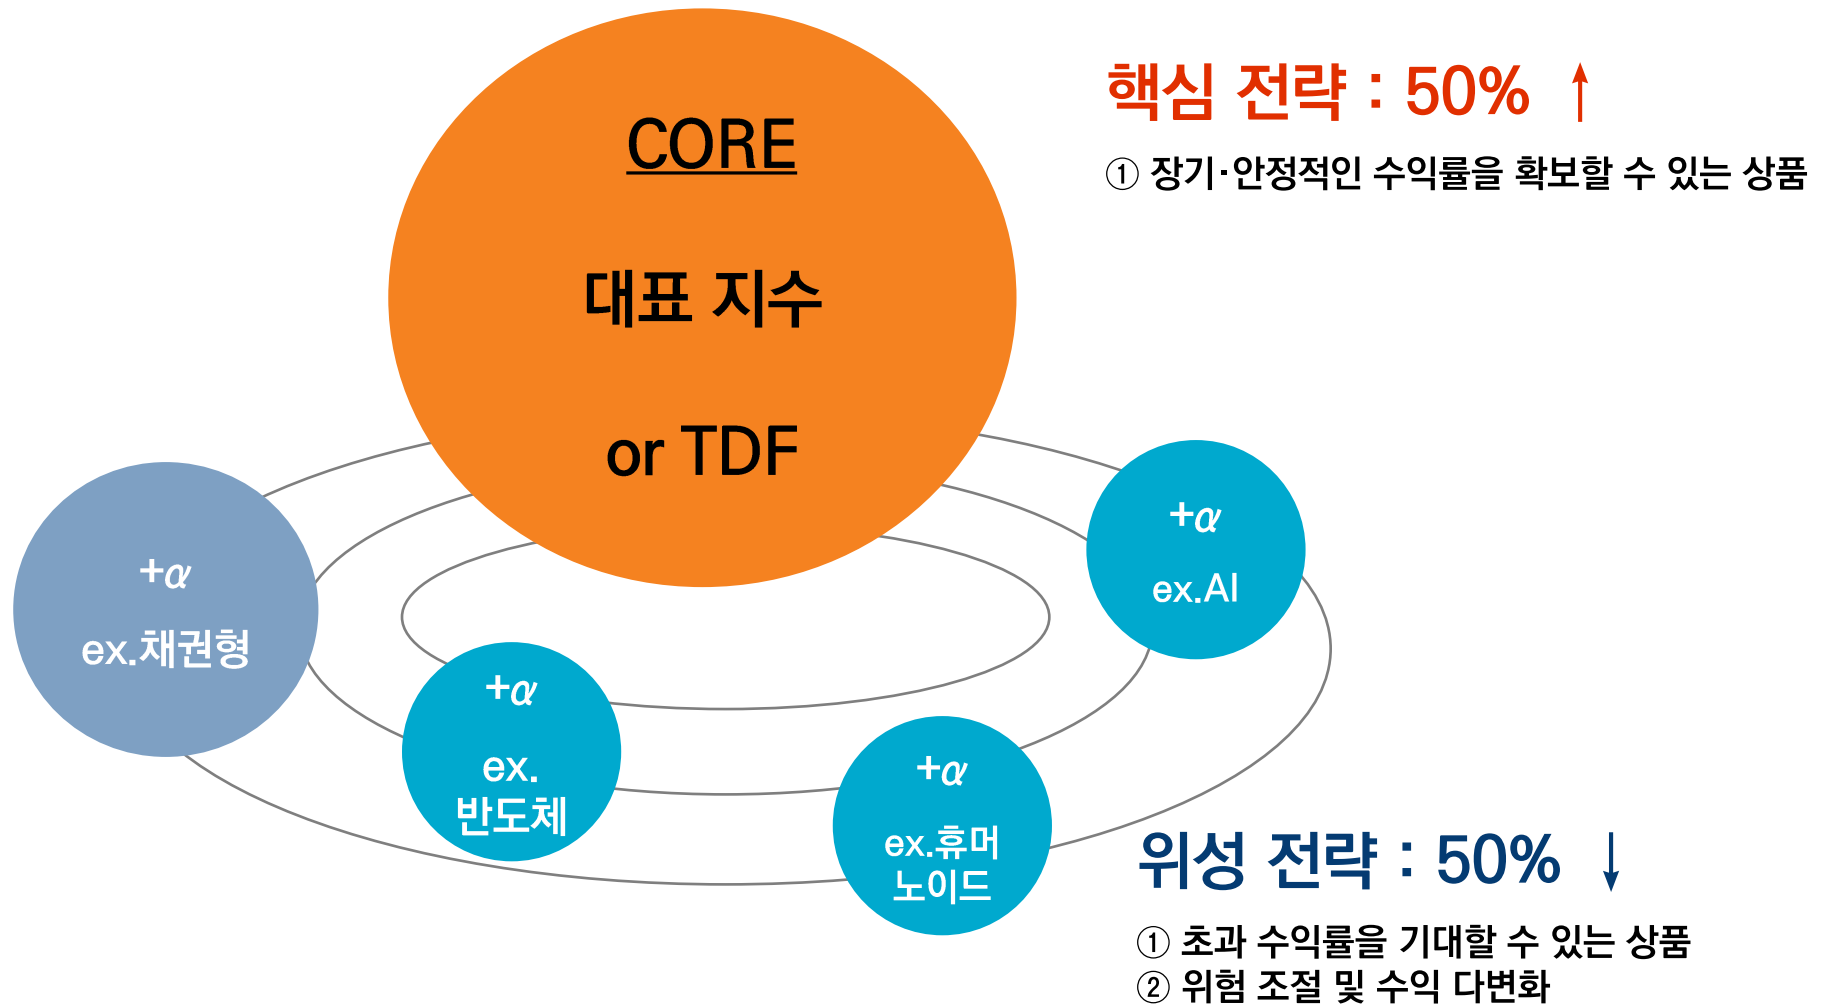 CORE
대표 지수
or TDF
핵심 전략 : 50% ↑
① 장기·안정적인 수익률을 확보할 수 있는 상품
+α
ex.채권형
+α
ex.
반도체
+α
ex.휴머
노이드
+α
ex.AI
위성 전략 : 50% ↓
① 초과 수익률을 기대할 수 있는 상품
② 위험 조절 및 수익 다변화